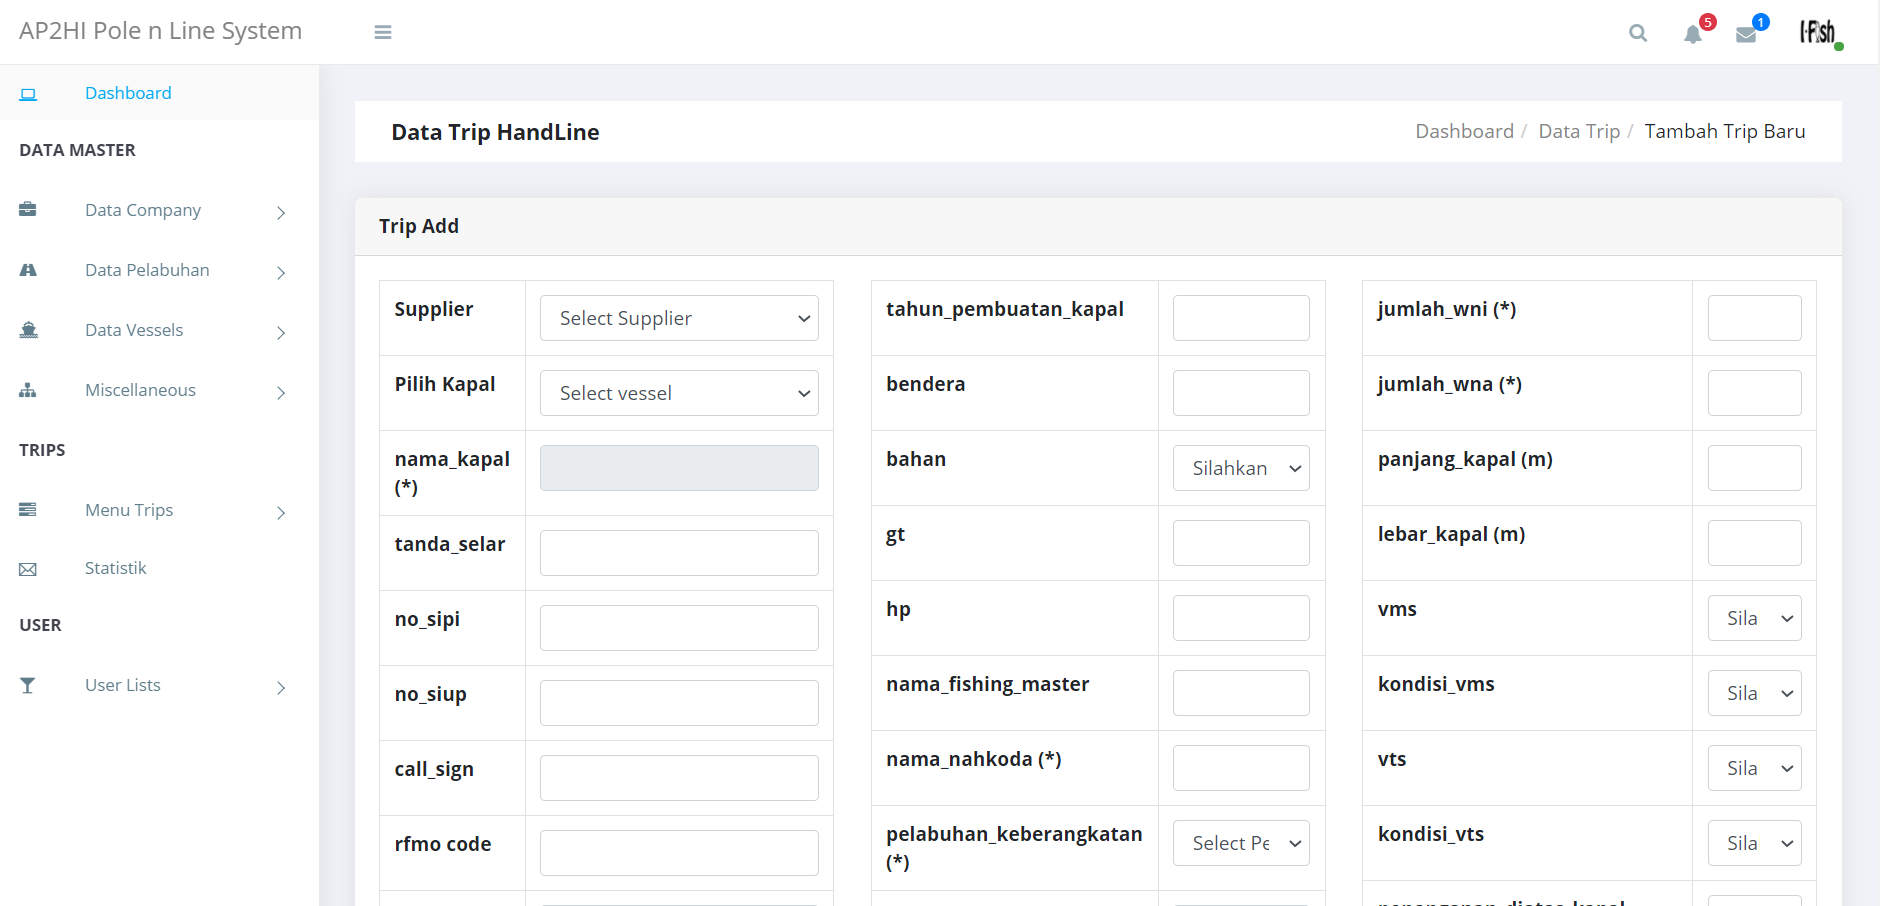 AP2HI Pole n Line System
5
1
I-Fish
Dashboard
DATA MASTER
Data Company
Data Pelabuhan
Data Vessels
Miscellaneous
TRIPS
Menu Trips
Statistik
USER
User Lists
Data Trip HandLine
Dashboard / Data Trip / Tambah Trip Baru
Trip Add
Supplier
Select Supplier
Pilih Kapal
Select vessel
nama_kapal
(*)
tanda_selar
no_sipi
no_siup
call_sign
rfmo code
tahun_pembuatan_kapal
bendera
bahan
Silahkan
gt
hp
nama_fishing_master
nama_nahkoda (*)
pelabuhan_keberangkatan
(*)
Select Pe
jumlah_wni (*)
jumlah_wna (*)
panjang_kapal (m)
lebar_kapal (m)
vms
Sila
kondisi_vms
Sila
vts
Sila
kondisi_vts
Sila